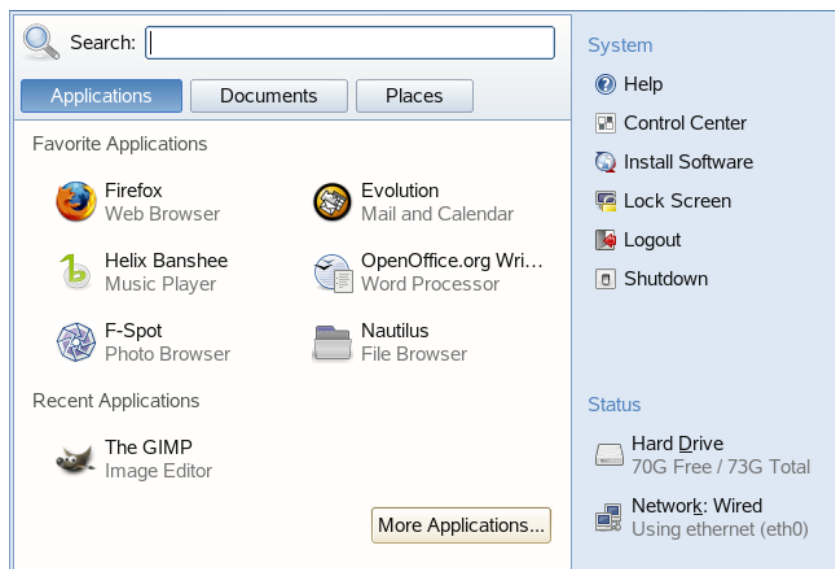 Search:
Applications
Documents
Places
Favorite Applications
Firefox
Web Browser
Evolution
Mail and Calendar
Helix Banshee
Music Player
OpenOffice.org Wri...
Word Processor
F-Spot
Photo Browser
Nautilus
File Browser
Recent Applications
The GIMP
Image Editor
More Applications...
System
Help
Control Center
Install Software
Lock Screen
Logout
Shutdown
Status
Hard Drive
70G Free / 73G Total
Network: Wired
Using ethernet (eth0)